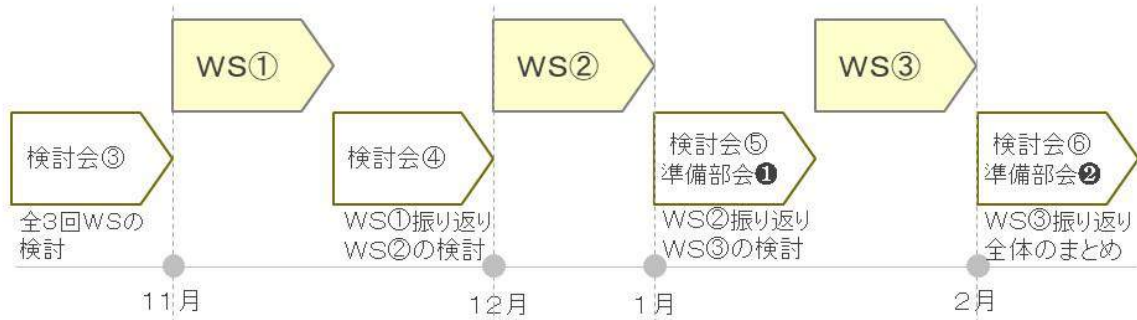 WS①
WS②
WS③
検討会③
検討会④
検討会⑤
準備部会❶
検討会⑥
準備部会❷
全3回WSの
検討
WS①振り返り
WS②の検討
WS②振り返り
WS③の検討
WS③振り返り
全体のまとめ
11月
12月
1月
2月